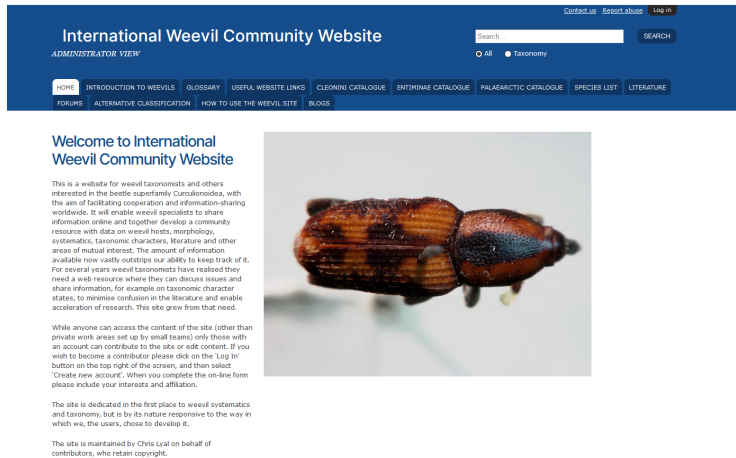 Contact us Report abuse Log in
International Weevil Community Website
Search... SEARCH
ADMINISTRATOR VIEW
All Taxonomy
HOME INTRODUCTION TO WEEVILS GLOSSARY USEFUL WEBSITE LINKS CLEONINI CATALOGUE ENTIMINAE CATALOGUE PALAEARCTIC CATALOGUE SPECIES LIST LITERATURE
FORUMS ALTERNATIVE CLASSIFICATION HOW TO USE THE WEEVIL SITE BLOGS
Welcome to International
Weevil Community Website
This is a website for weevil taxonomists and others
interested in the beetle superfamily Curculionoidea, with
the aim of facilitating cooperation and information-sharing
worldwide. It will enable weevil specialists to share
information online and together develop a community
resource with data on weevil hosts, morphology,
systematics, taxonomic characters, literature and other
areas of mutual interest. The amount of information
available now vastly outstrips our ability to keep track of it.
For several years weevil taxonomists have realised they
need a web resource where they can discuss issues and
share information, for example on taxonomic character
states, to minimise confusion in the literature and enable
acceleration of research. This site grew from that need.
While anyone can access the content of the site (other than
private work areas set up by small teams) only those with
an account can contribute to the site or edit content. If you
wish to become a contributor please click on the 'Log In'
button on the top right of the screen, and then select
'Create new account'. When you complete the on-line form
please include your interests and affiliation.
The site is dedicated in the first place to weevil systematics
and taxonomy, but is by its nature responsive to the way in
which we, the users, chose to develop it.
The site is maintained by Chris Lyal on behalf of
contributors, who retain copyright.